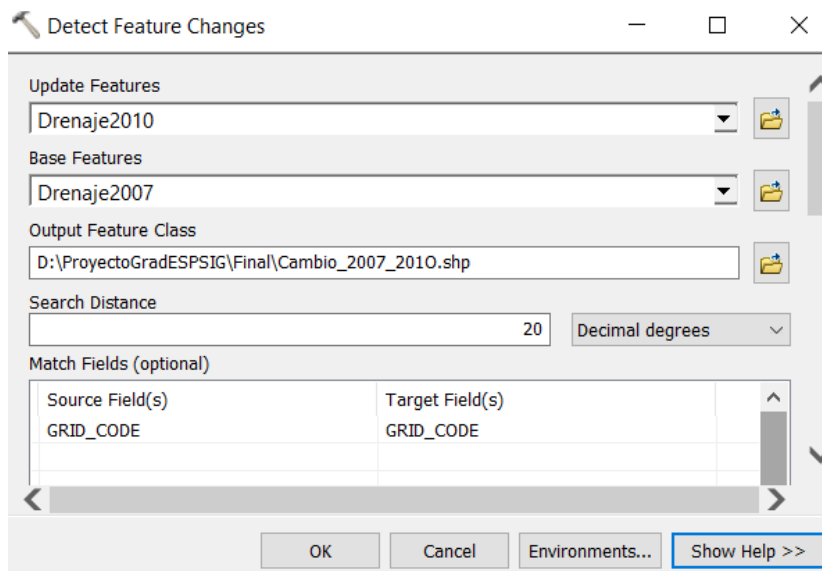 Detect Feature Changes
Update Features
Drenaje2010
Base Features
Drenaje2007
Output Feature Class
D:\ProyectoGradESPSIG\Final\Cambio_2007_201O.shp
Search Distance
20 Decimal degrees
Match Fields (optional)
Source Field(s) Target Field(s)
GRID_CODE GRID_CODE
OK Cancel Environments... Show Help >>